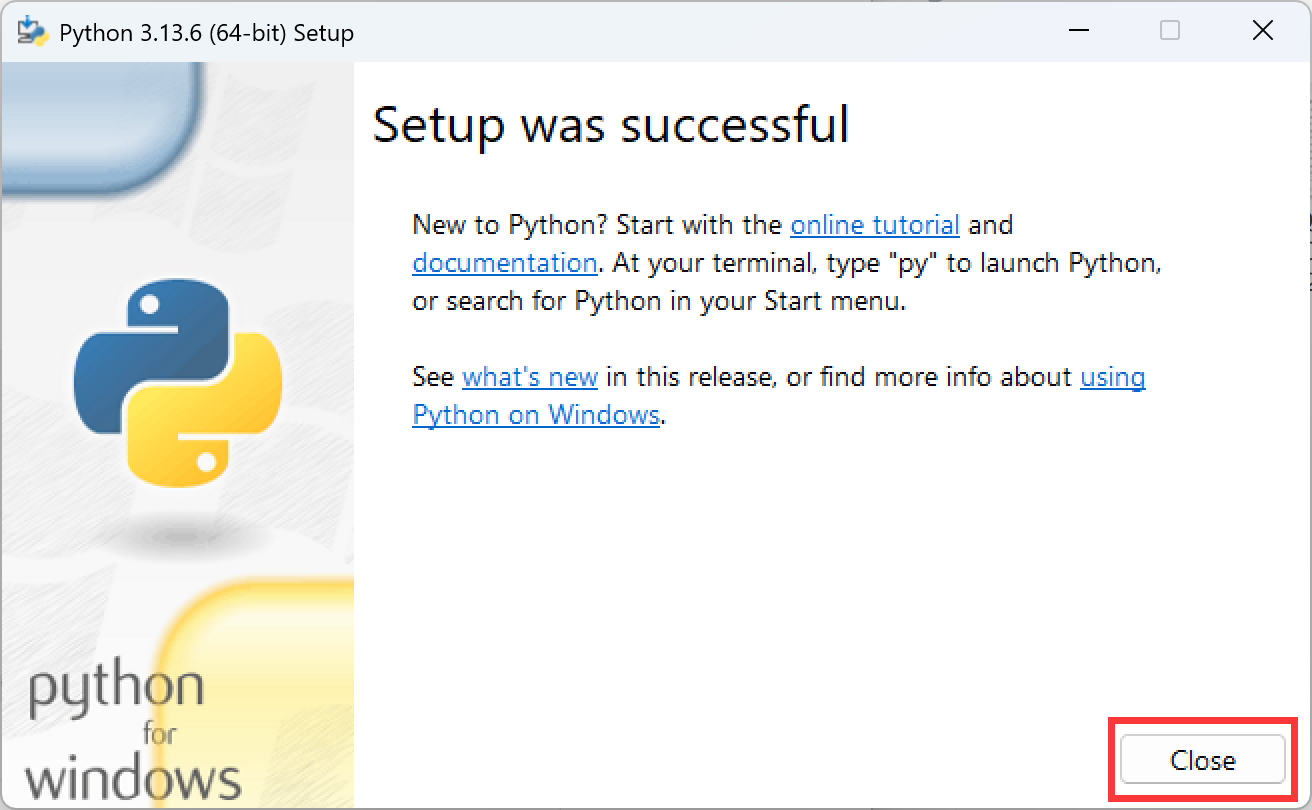 Python 3.13.6 (64-bit) Setup
Setup was successful
New to Python? Start with the online tutorial and
documentation. At your terminal, type "py" to launch Python,
or search for Python in your Start menu.
See what's new in this release, or find more info about using
Python on Windows.
python
for
windows
Close